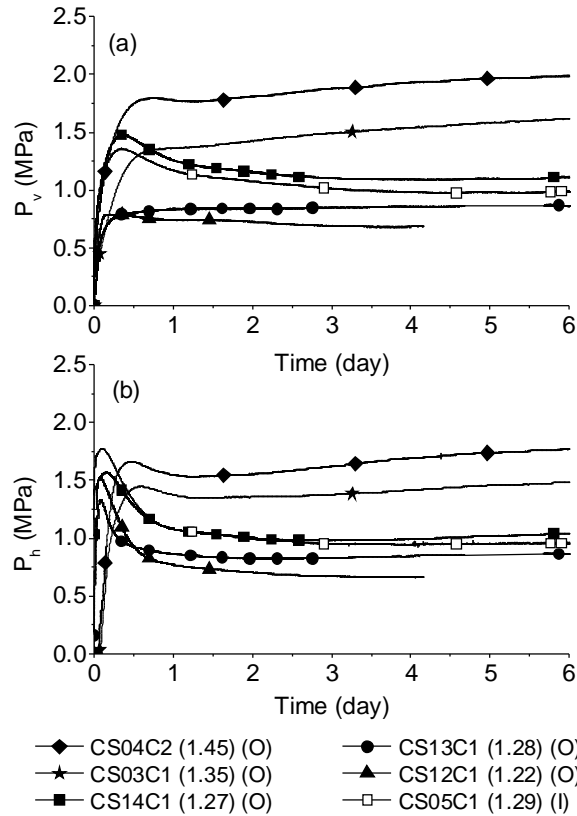 (a)
2.5
2.0
1.5
1.0
0.5
0.0
Pv (MPa)
0 1 2 3 4 5 6
Time (day)
(b)
2.5
2.0
1.5
1.0
0.5
0.0
Ph (MPa)
0 1 2 3 4 5 6
Time (day)
CS04C2 (1.45) (O) CS13C1 (1.28) (O)
CS03C1 (1.35) (O) CS12C1 (1.22) (O)
CS14C1 (1.27) (O) CS05C1 (1.29) (I)